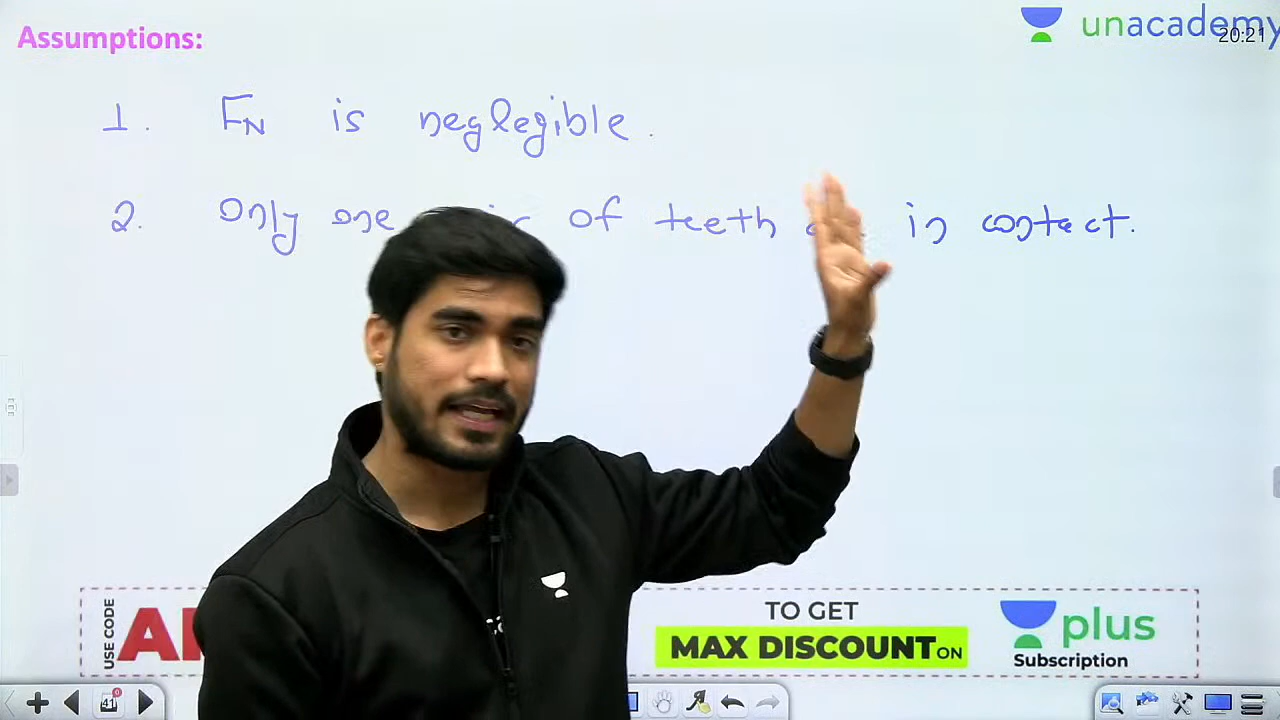 Assumptions:
unacademy
20:21
1. FN is neglegible.
2. Only one of teeth in contact.
USE CODE
TO GET
MAX DISCOUNT ON
plus
Subscription
41